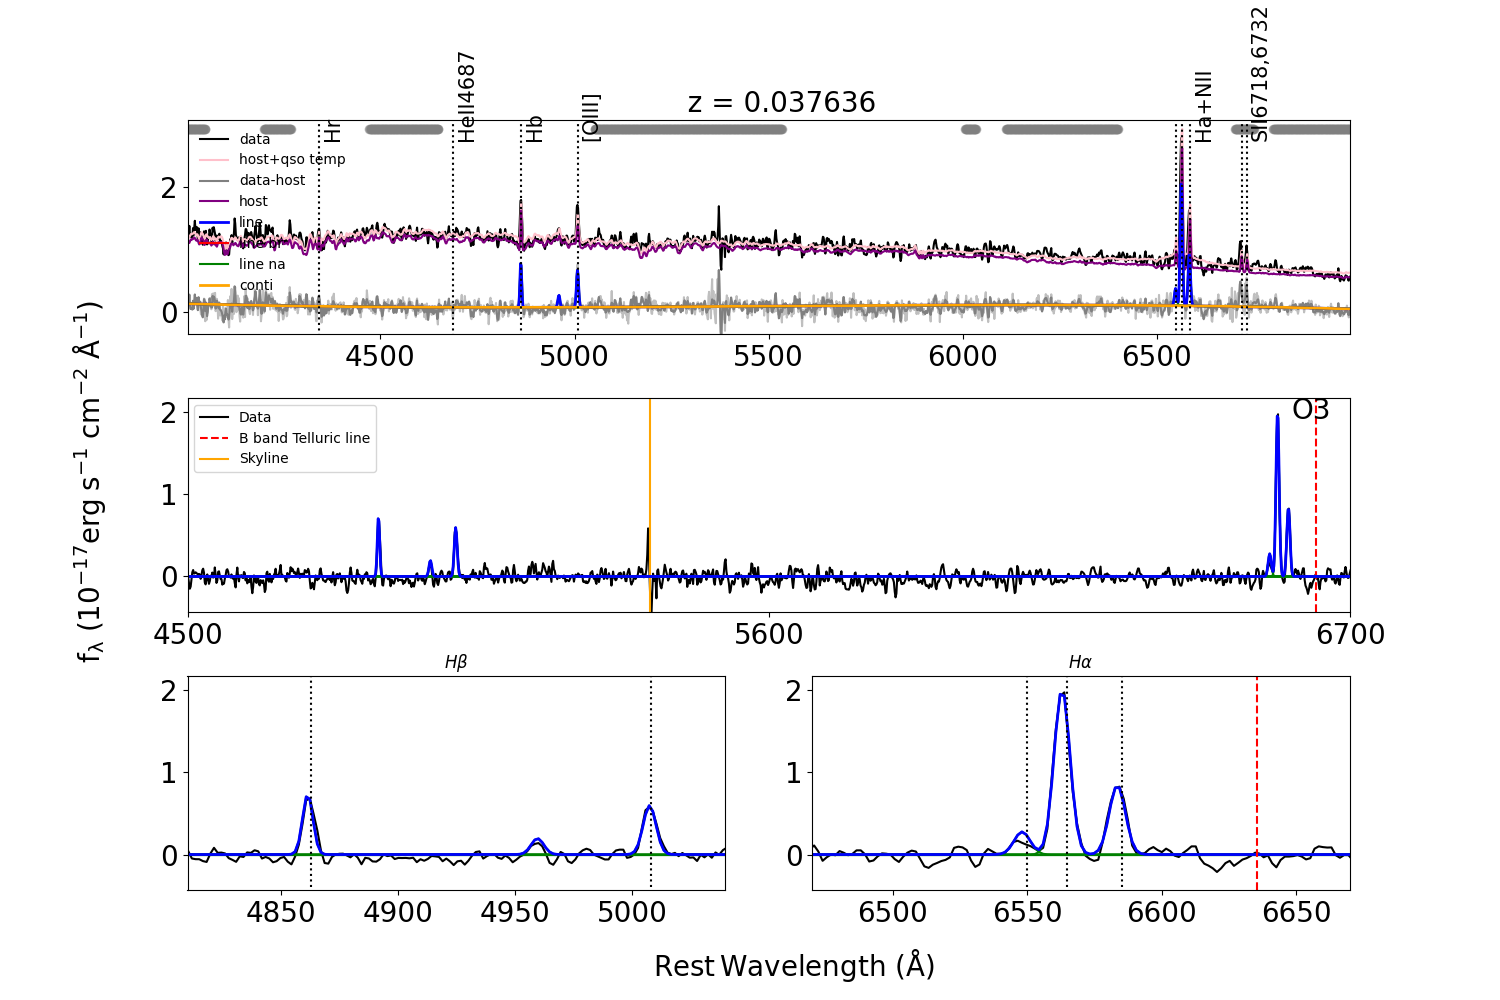 z = 0.037636
Hr
HeII4687
Hb
[OIII]
Ha+NII
SII6718,6732
data
host+qso temp
data-host
host
line
line na
conti
2
0
4500 5000 5500 6000 6500
fλ (10⁻¹⁷erg s⁻¹ cm⁻² Å⁻¹)
Data
B band Telluric line
Skyline
O3
2
1
0
4500 5600 6700
Hβ
2
1
0
4850 4900 4950 5000
Hα
2
1
0
6500 6550 6600 6650
Rest Wavelength (Å)